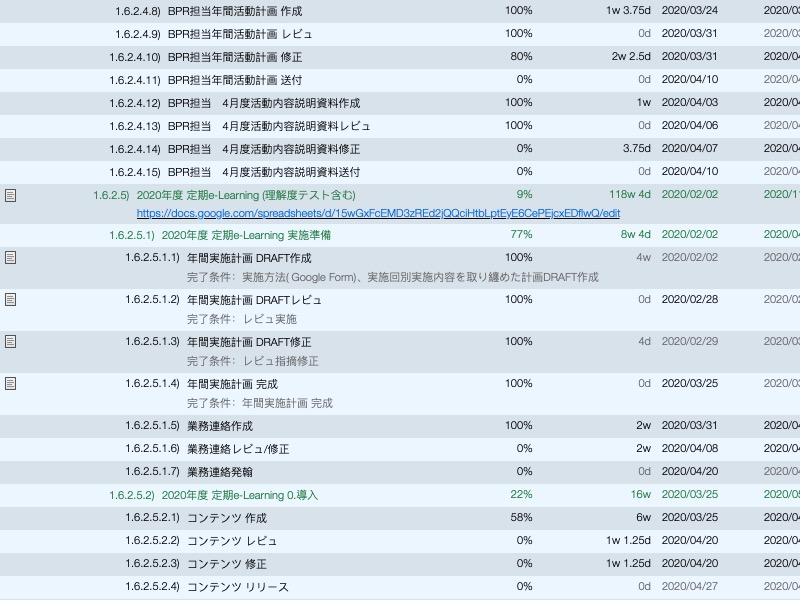 1.6.2.4.8) BPR担当年間活動計画 作成 100% 1w 3.75d 2020/03/24 2020/03
1.6.2.4.9) BPR担当年間活動計画 レビュ 100% 0d 2020/03/31 2020/03
1.6.2.4.10) BPR担当年間活動計画 修正 80% 2w 2.5d 2020/03/31 2020/04
1.6.2.4.11) BPR担当年間活動計画 送付 0% 0d 2020/04/10 2020/04
1.6.2.4.12) BPR担当　4月度活動内容説明資料作成 100% 1w 2020/04/03 2020/04
1.6.2.4.13) BPR担当　4月度活動内容説明資料レビュ 100% 0d 2020/04/06 2020/04
1.6.2.4.14) BPR担当　4月度活動内容説明資料修正 0% 3.75d 2020/04/07 2020/04
1.6.2.4.15) BPR担当　4月度活動内容説明資料送付 0% 0d 2020/04/10 2020/04
1.6.2.5) 2020年度 定期e-Learning (理解度テスト含む) 9% 118w 4d 2020/02/02 2020/11
https://docs.google.com/spreadsheets/d/15wGxFcEMD3zREd2jQQciHtbLptEyE6CePEjcxEDflwQ/edit
1.6.2.5.1) 2020年度 定期e-Learning 実施準備 77% 8w 4d 2020/02/02 2020/04
1.6.2.5.1.1) 年間実施計画 DRAFT作成 100% 4w 2020/02/02 2020/02
完了条件：実施方法( Google Form)、実施回別実施内容を取り纏めた計画DRAFT作成
1.6.2.5.1.2) 年間実施計画 DRAFTレビュ 100% 0d 2020/02/28 2020/02
完了条件：レビュ実施
1.6.2.5.1.3) 年間実施計画 DRAFT修正 100% 4d 2020/02/29 2020/03
完了条件：レビュ指摘修正
1.6.2.5.1.4) 年間実施計画 完成 100% 0d 2020/03/25 2020/03
完了条件：年間実施計画 完成
1.6.2.5.1.5) 業務連絡作成 100% 2w 2020/03/31 2020/04
1.6.2.5.1.6) 業務連絡レビュ/修正 0% 2w 2020/04/08 2020/04
1.6.2.5.1.7) 業務連絡発翰 0% 0d 2020/04/20 2020/04
1.6.2.5.2) 2020年度 定期e-Learning 0.導入 22% 16w 2020/03/25 2020/05
1.6.2.5.2.1) コンテンツ 作成 58% 6w 2020/03/25 2020/04
1.6.2.5.2.2) コンテンツ レビュ 0% 1w 1.25d 2020/04/20 2020/04
1.6.2.5.2.3) コンテンツ 修正 0% 1w 1.25d 2020/04/20 2020/04
1.6.2.5.2.4) コンテンツ リリース 0% 0d 2020/04/27 2020/04